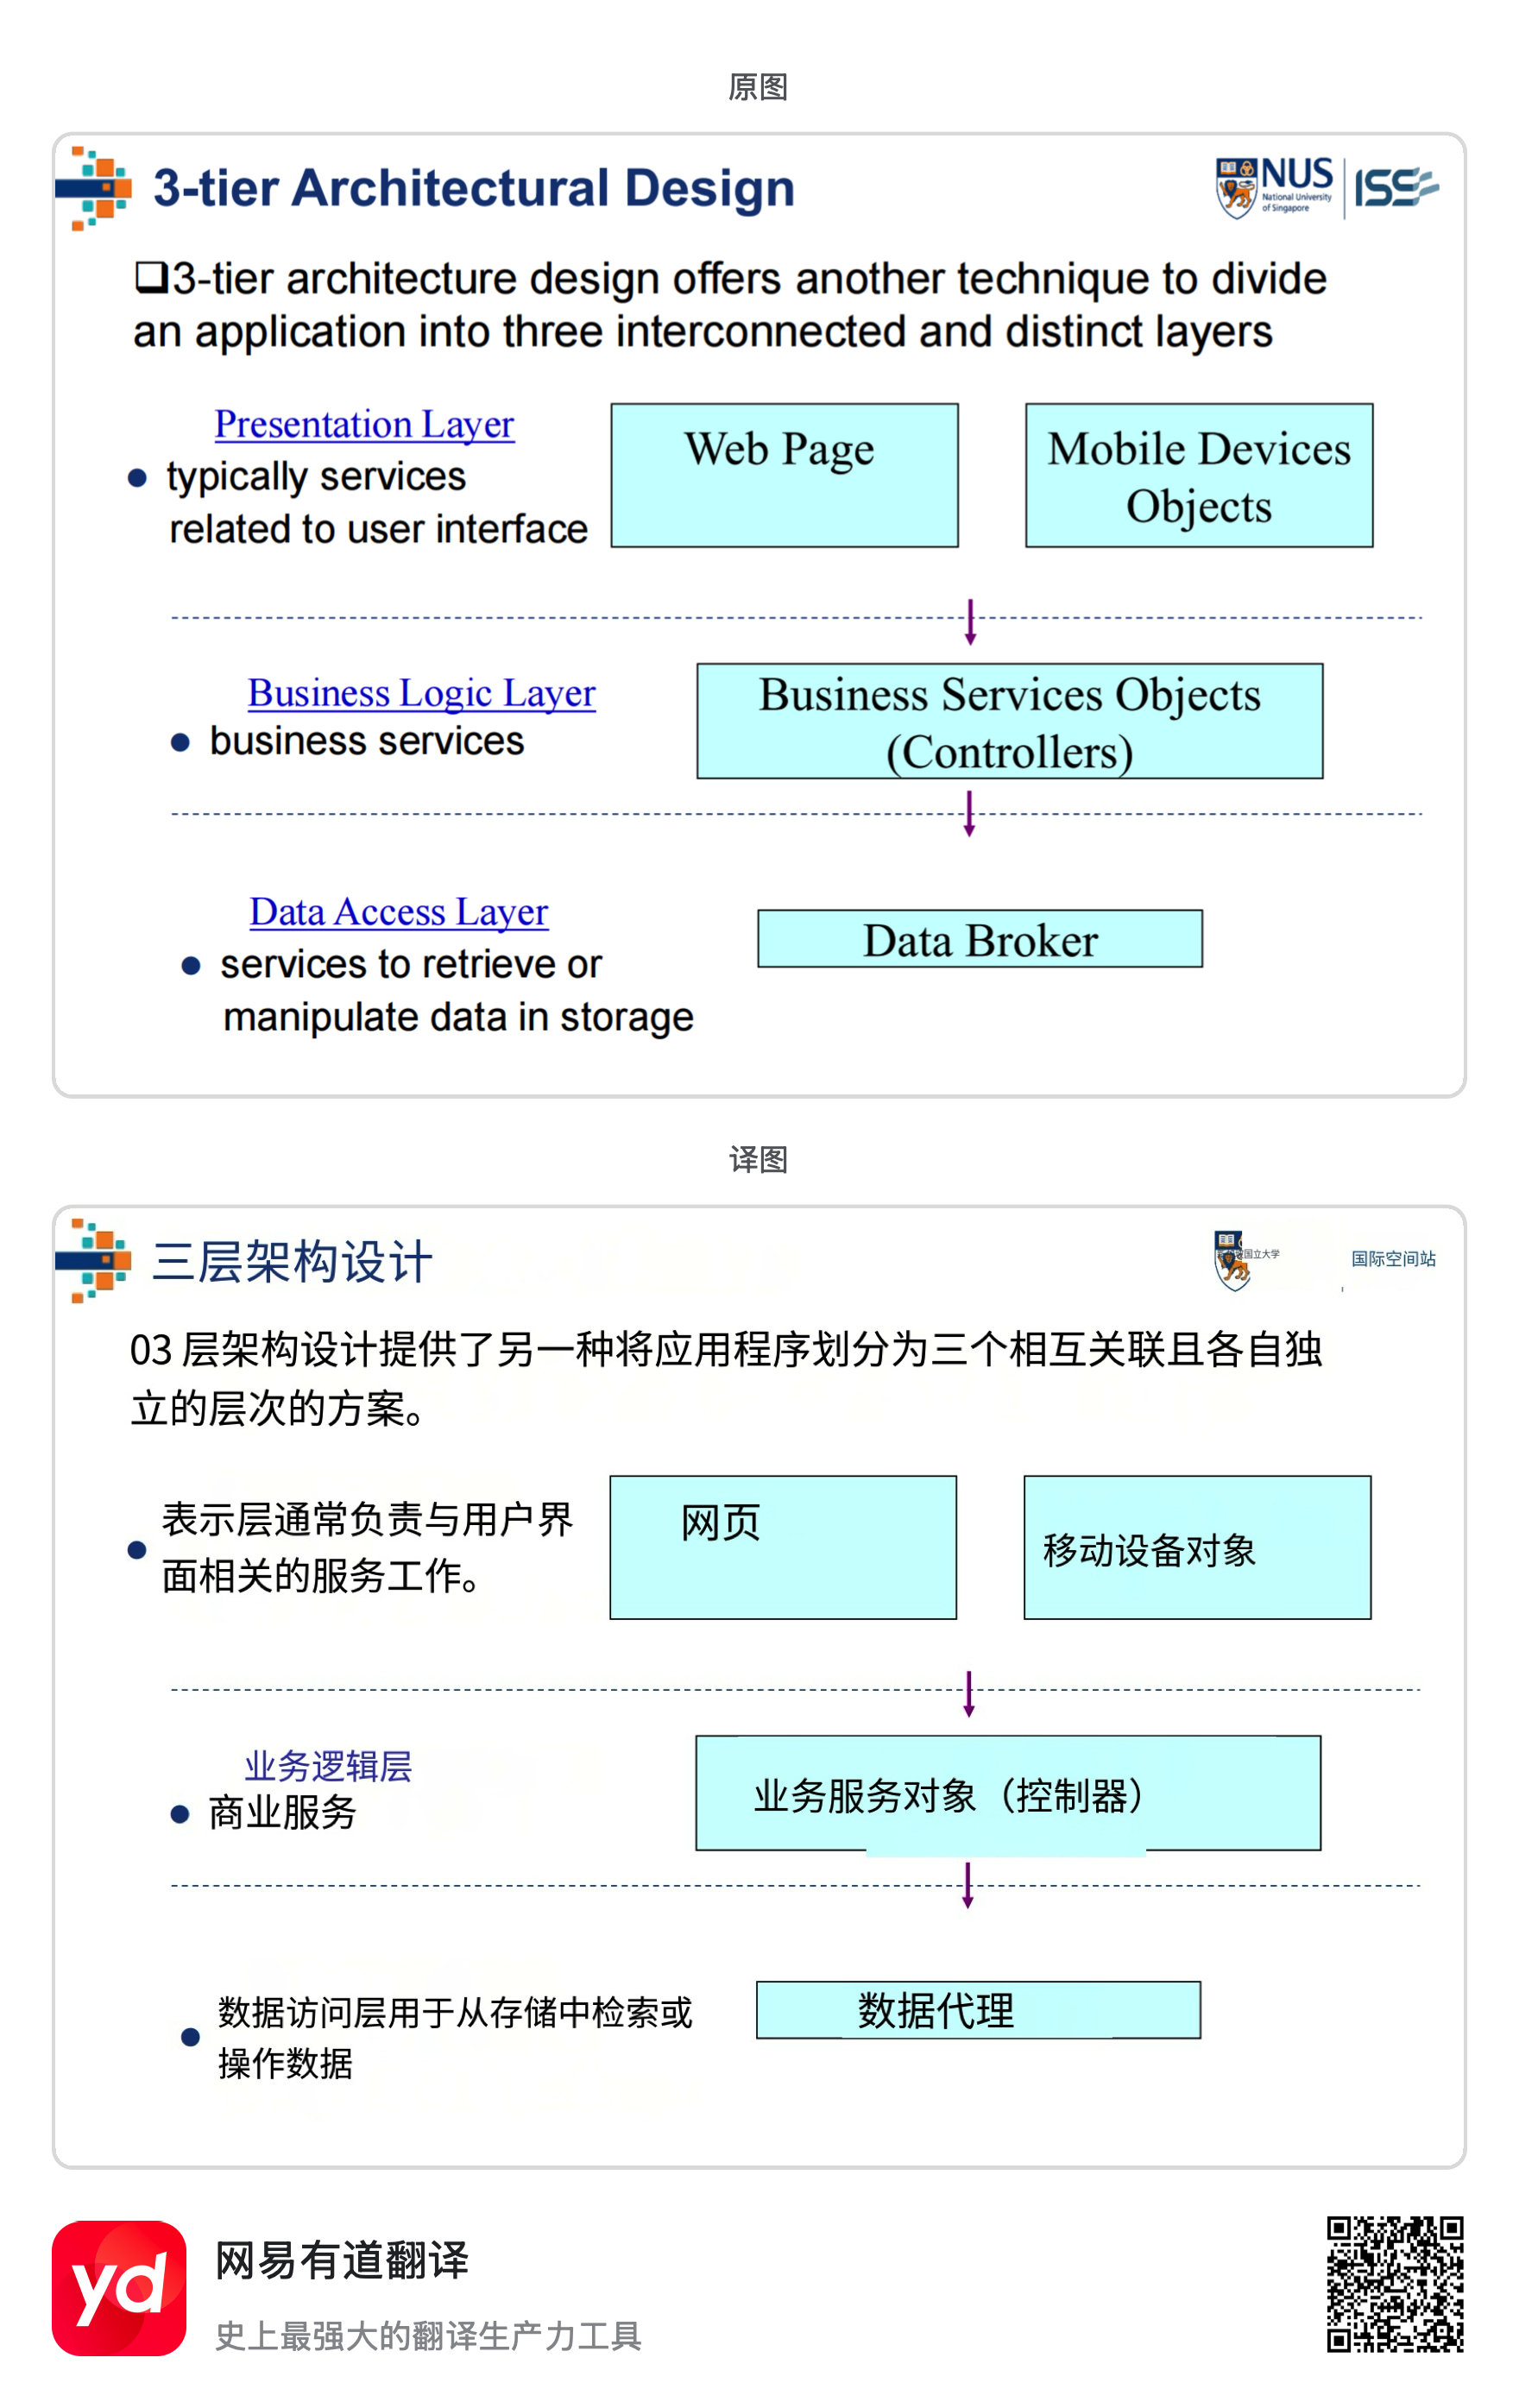 原图
3-tier Architectural Design
NUS
National University
of Singapore
ISS
❑3-tier architecture design offers another technique to divide
an application into three interconnected and distinct layers
Presentation Layer
● typically services
related to user interface
Web Page
Mobile Devices
Objects
Business Logic Layer
● business services
Business Services Objects
(Controllers)
Data Access Layer
● services to retrieve or
manipulate data in storage
Data Broker
译图
三层架构设计
国立大学
国际空间站
03 层架构设计提供了另一种将应用程序划分为三个相互关联且各自独
立的层次的方案。
● 表示层通常负责与用户界
面相关的服务工作。
网页
移动设备对象
业务逻辑层
● 商业服务
业务服务对象（控制器）
● 数据访问层用于从存储中检索或
操作数据
数据代理
yd
网易有道翻译
史上最强大的翻译生产力工具